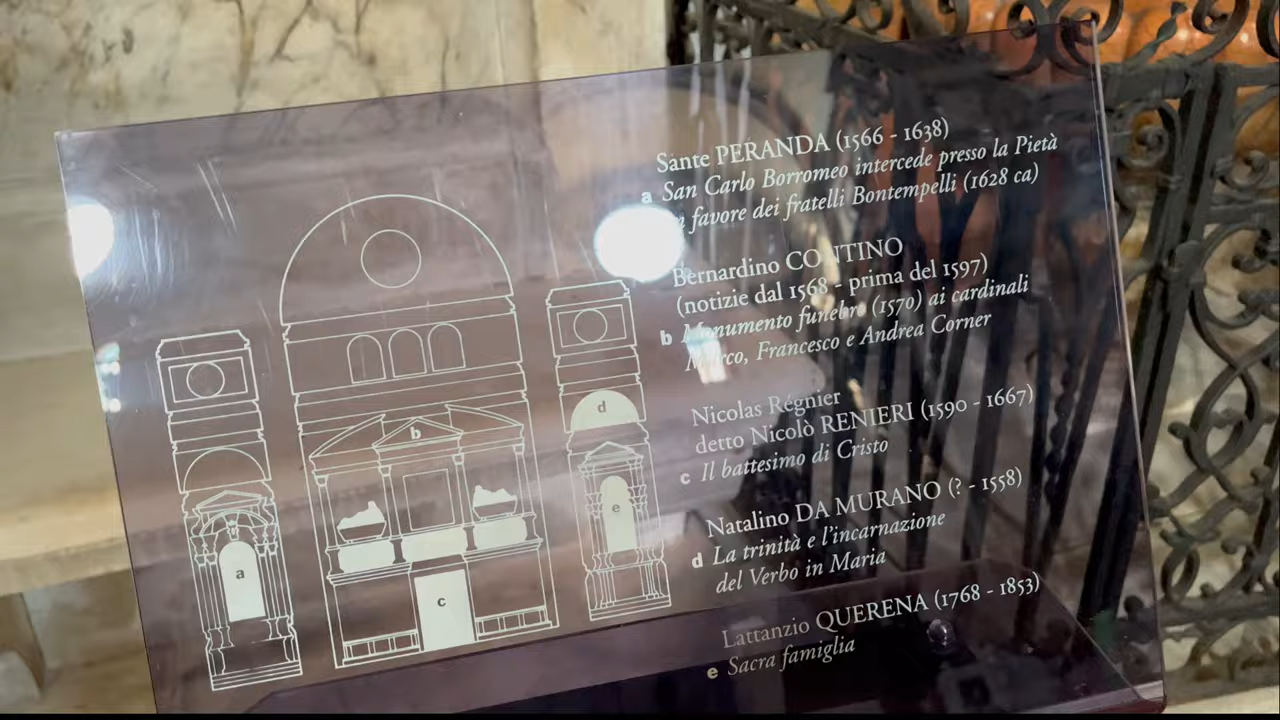 Sante PERANDA (1566 - 1638)
a San Carlo Borromeo intercede presso la Pietà
in favore dei fratelli Bontempelli (1628 ca)
Bernardino CONTINO
(notizie dal 1568 - prima del 1597)
b Monumento funebre (1570) ai cardinali
Marco, Francesco e Andrea Corner
Nicolas Régnier
detto Nicolò RENIERI (1590 - 1667)
c Il battesimo di Cristo
Natalino DA MURANO (? - 1558)
d La trinità e l'incarnazione
del Verbo in Maria
Lattanzio QUERENA (1768 - 1853)
e Sacra famiglia
d
b
e
a
c